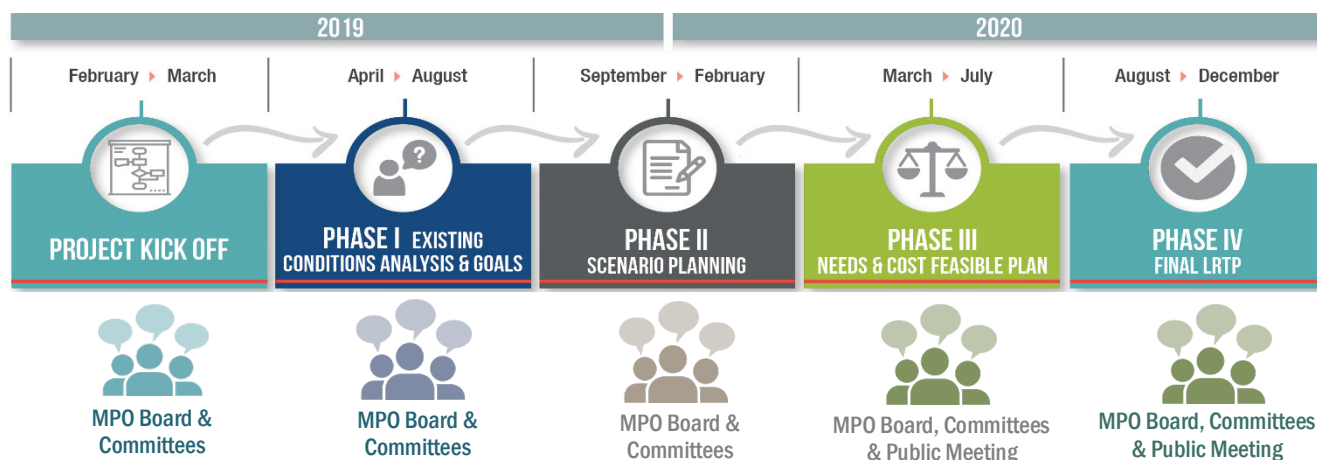 2019
2020
February ▸ March
April ▸ August
September ▸ February
March ▸ July
August ▸ December
?
PROJECT KICK OFF
PHASE I EXISTING
CONDITIONS ANALYSIS & GOALS
PHASE II
SCENARIO PLANNING
PHASE III
NEEDS & COST FEASIBLE PLAN
PHASE IV
FINAL LRTP
MPO Board &
Committees
MPO Board &
Committees
MPO Board &
Committees
MPO Board, Committees
& Public Meeting
MPO Board, Committees
& Public Meeting